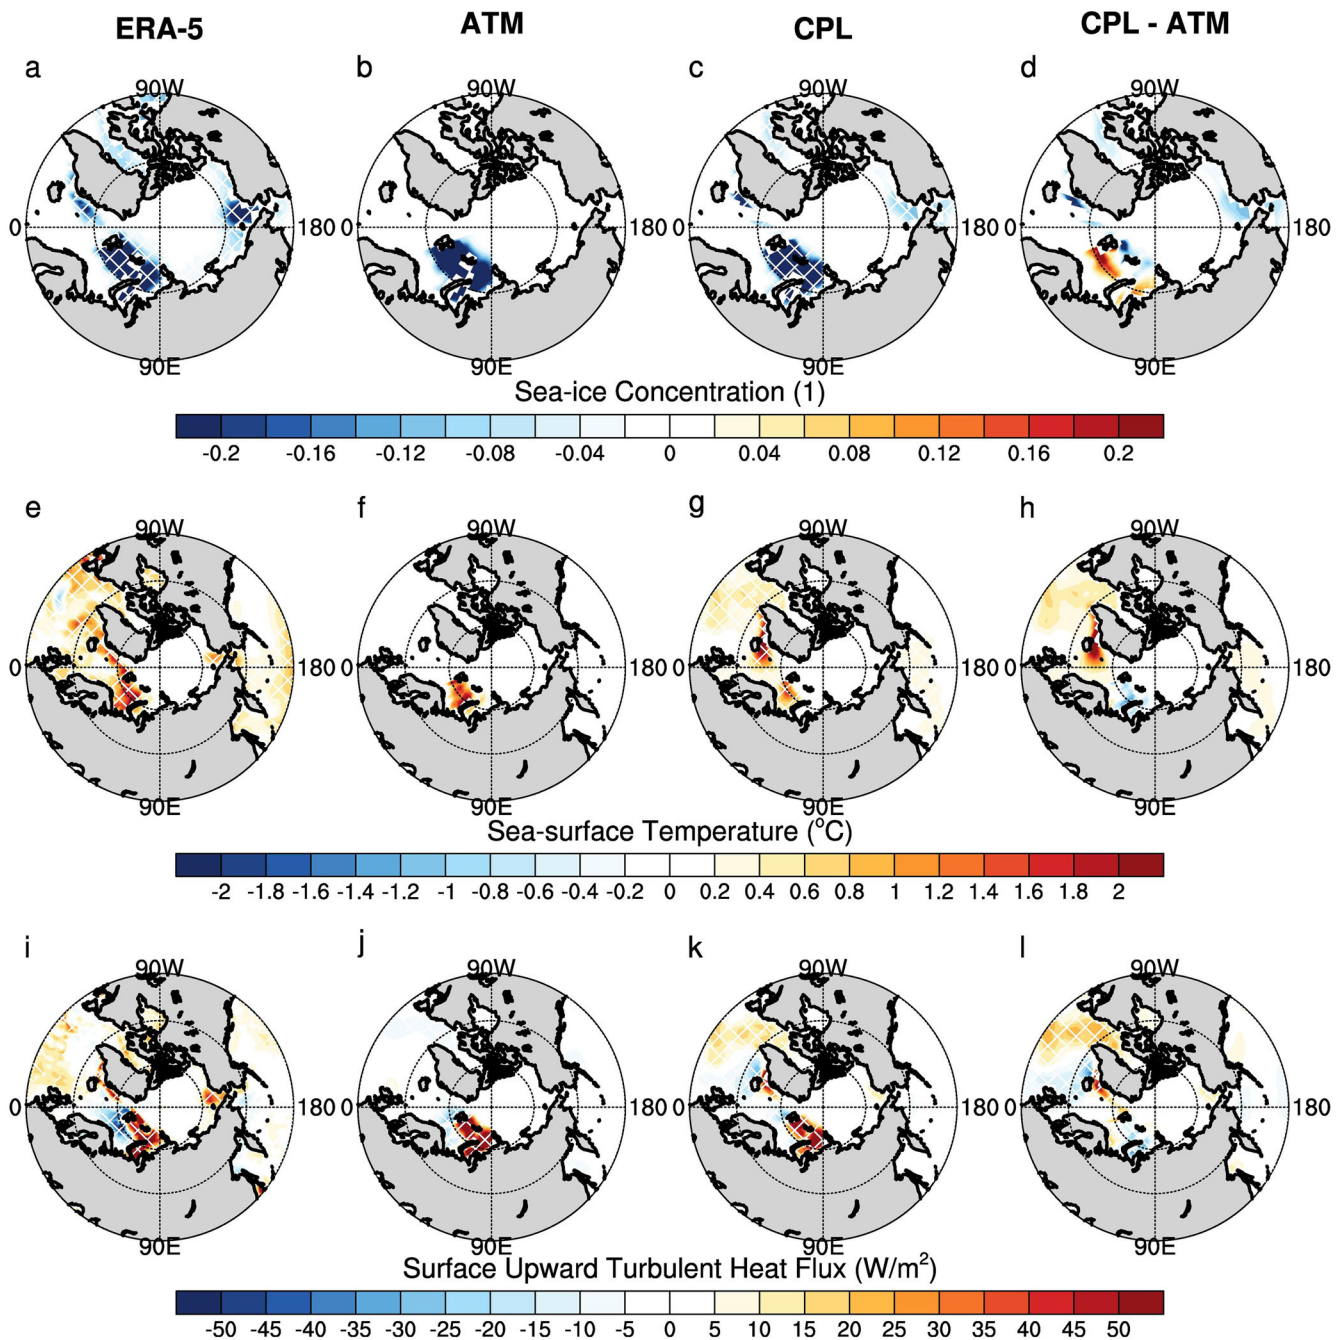 ERA-5 ATM CPL CPL - ATM
a b c d
90W 90W 90W 90W
0 180 0 180 0 180 0 180
90E 90E 90E 90E
Sea-ice Concentration (1)
-0.2 -0.16 -0.12 -0.08 -0.04 0 0.04 0.08 0.12 0.16 0.2
e f g h
90W 90W 90W 90W
0 180 0 180 0 180 0 180
90E 90E 90E 90E
Sea-surface Temperature (°C)
-2 -1.8 -1.6 -1.4 -1.2 -1 -0.8 -0.6 -0.4 -0.2 0 0.2 0.4 0.6 0.8 1 1.2 1.4 1.6 1.8 2
i j k l
90W 90W 90W 90W
0 180 0 180 0 180 0 180
90E 90E 90E 90E
Surface Upward Turbulent Heat Flux (W/m²)
-50 -45 -40 -35 -30 -25 -20 -15 -10 -5 0 5 10 15 20 25 30 35 40 45 50